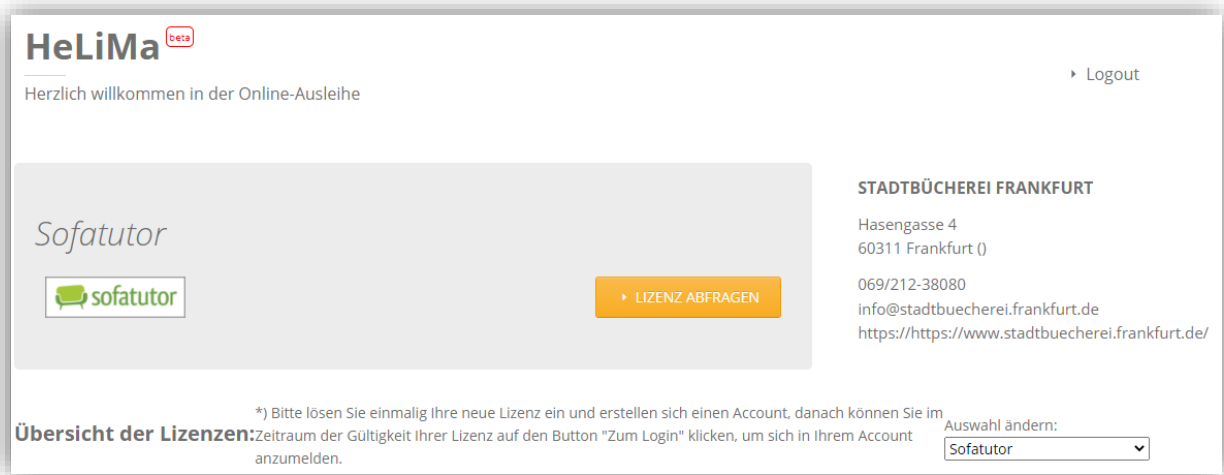 HeLiMa beta
Herzlich willkommen in der Online-Ausleihe
Logout
Sofatutor
sofatutor
LIZENZ ABFRAGEN
STADTBÜCHEREI FRANKFURT
Hasengasse 4
60311 Frankfurt ()
069/212-38080
info@stadtbuecherei.frankfurt.de
https://https://www.stadtbuecherei.frankfurt.de/
Übersicht der Lizenzen:
*) Bitte lösen Sie einmalig Ihre neue Lizenz ein und erstellen sich einen Account, danach können Sie im
Zeitraum der Gültigkeit Ihrer Lizenz auf den Button "Zum Login" klicken, um sich in Ihrem Account
anzumelden.
Auswahl ändern:
Sofatutor